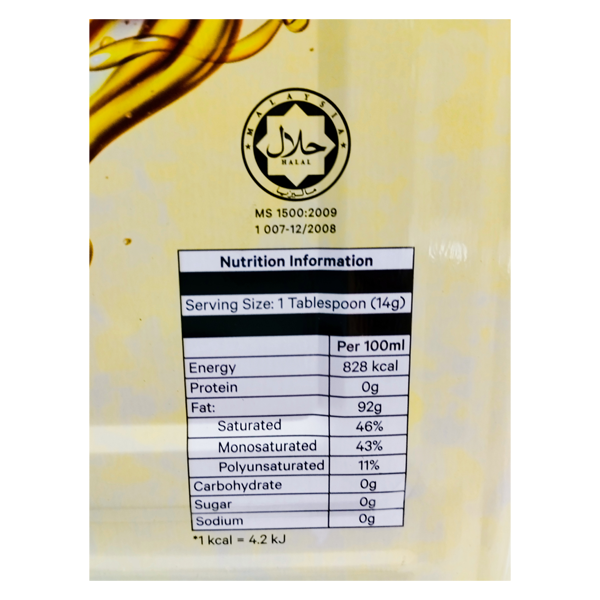 MALAYSIA
حلال
HALAL
ماليزيا
MS 1500:2009
1 007-12/2008
Nutrition Information
Serving Size: 1 Tablespoon (14g)
Per 100ml
Energy 828 kcal
Protein 0g
Fat: 92g
Saturated 46%
Monosaturated 43%
Polyunsaturated 11%
Carbohydrate 0g
Sugar 0g
Sodium 0g
*1 kcal = 4.2 kJ